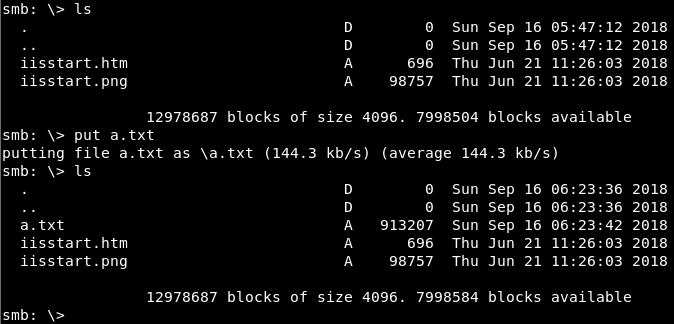 smb: \> ls
  .                                   D        0  Sun Sep 16 05:47:12 2018
  ..                                  D        0  Sun Sep 16 05:47:12 2018
  iisstart.htm                        A      696  Thu Jun 21 11:26:03 2018
  iisstart.png                        A    98757  Thu Jun 21 11:26:03 2018
                12978687 blocks of size 4096. 7998504 blocks available
smb: \> put a.txt
putting file a.txt as \a.txt (144.3 kb/s) (average 144.3 kb/s)
smb: \> ls
  .                                   D        0  Sun Sep 16 06:23:36 2018
  ..                                  D        0  Sun Sep 16 06:23:36 2018
  a.txt                               A   913207  Sun Sep 16 06:23:42 2018
  iisstart.htm                        A      696  Thu Jun 21 11:26:03 2018
  iisstart.png                        A    98757  Thu Jun 21 11:26:03 2018
                12978687 blocks of size 4096. 7998584 blocks available
smb: \>